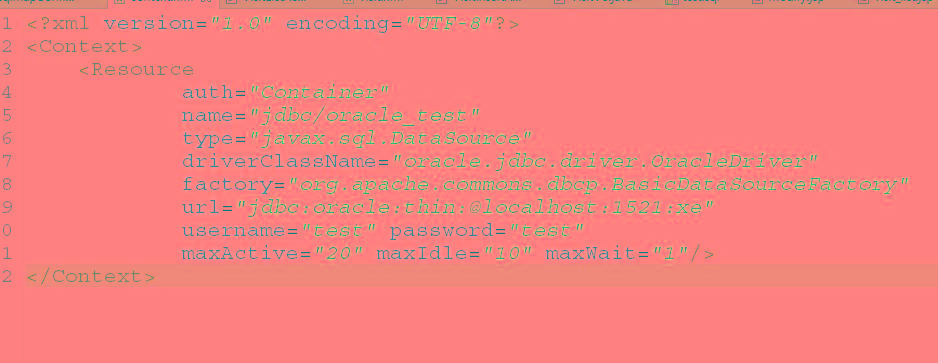 1 <?xml version="1.0" encoding="UTF-8"?>
2 <Context>
3 <Resource
4 auth="Container"
5 name="jdbc/oracle_test"
6 type="javax.sql.DataSource"
7 driverClassName="oracle.jdbc.driver.OracleDriver"
8 factory="org.apache.commons.dbcp.BasicDataSourceFactory"
9 url="jdbc:oracle:thin:@localhost:1521:xe"
0 username="test" password="test"
1 maxActive="20" maxIdle="10" maxWait="1"/>
2 </Context>